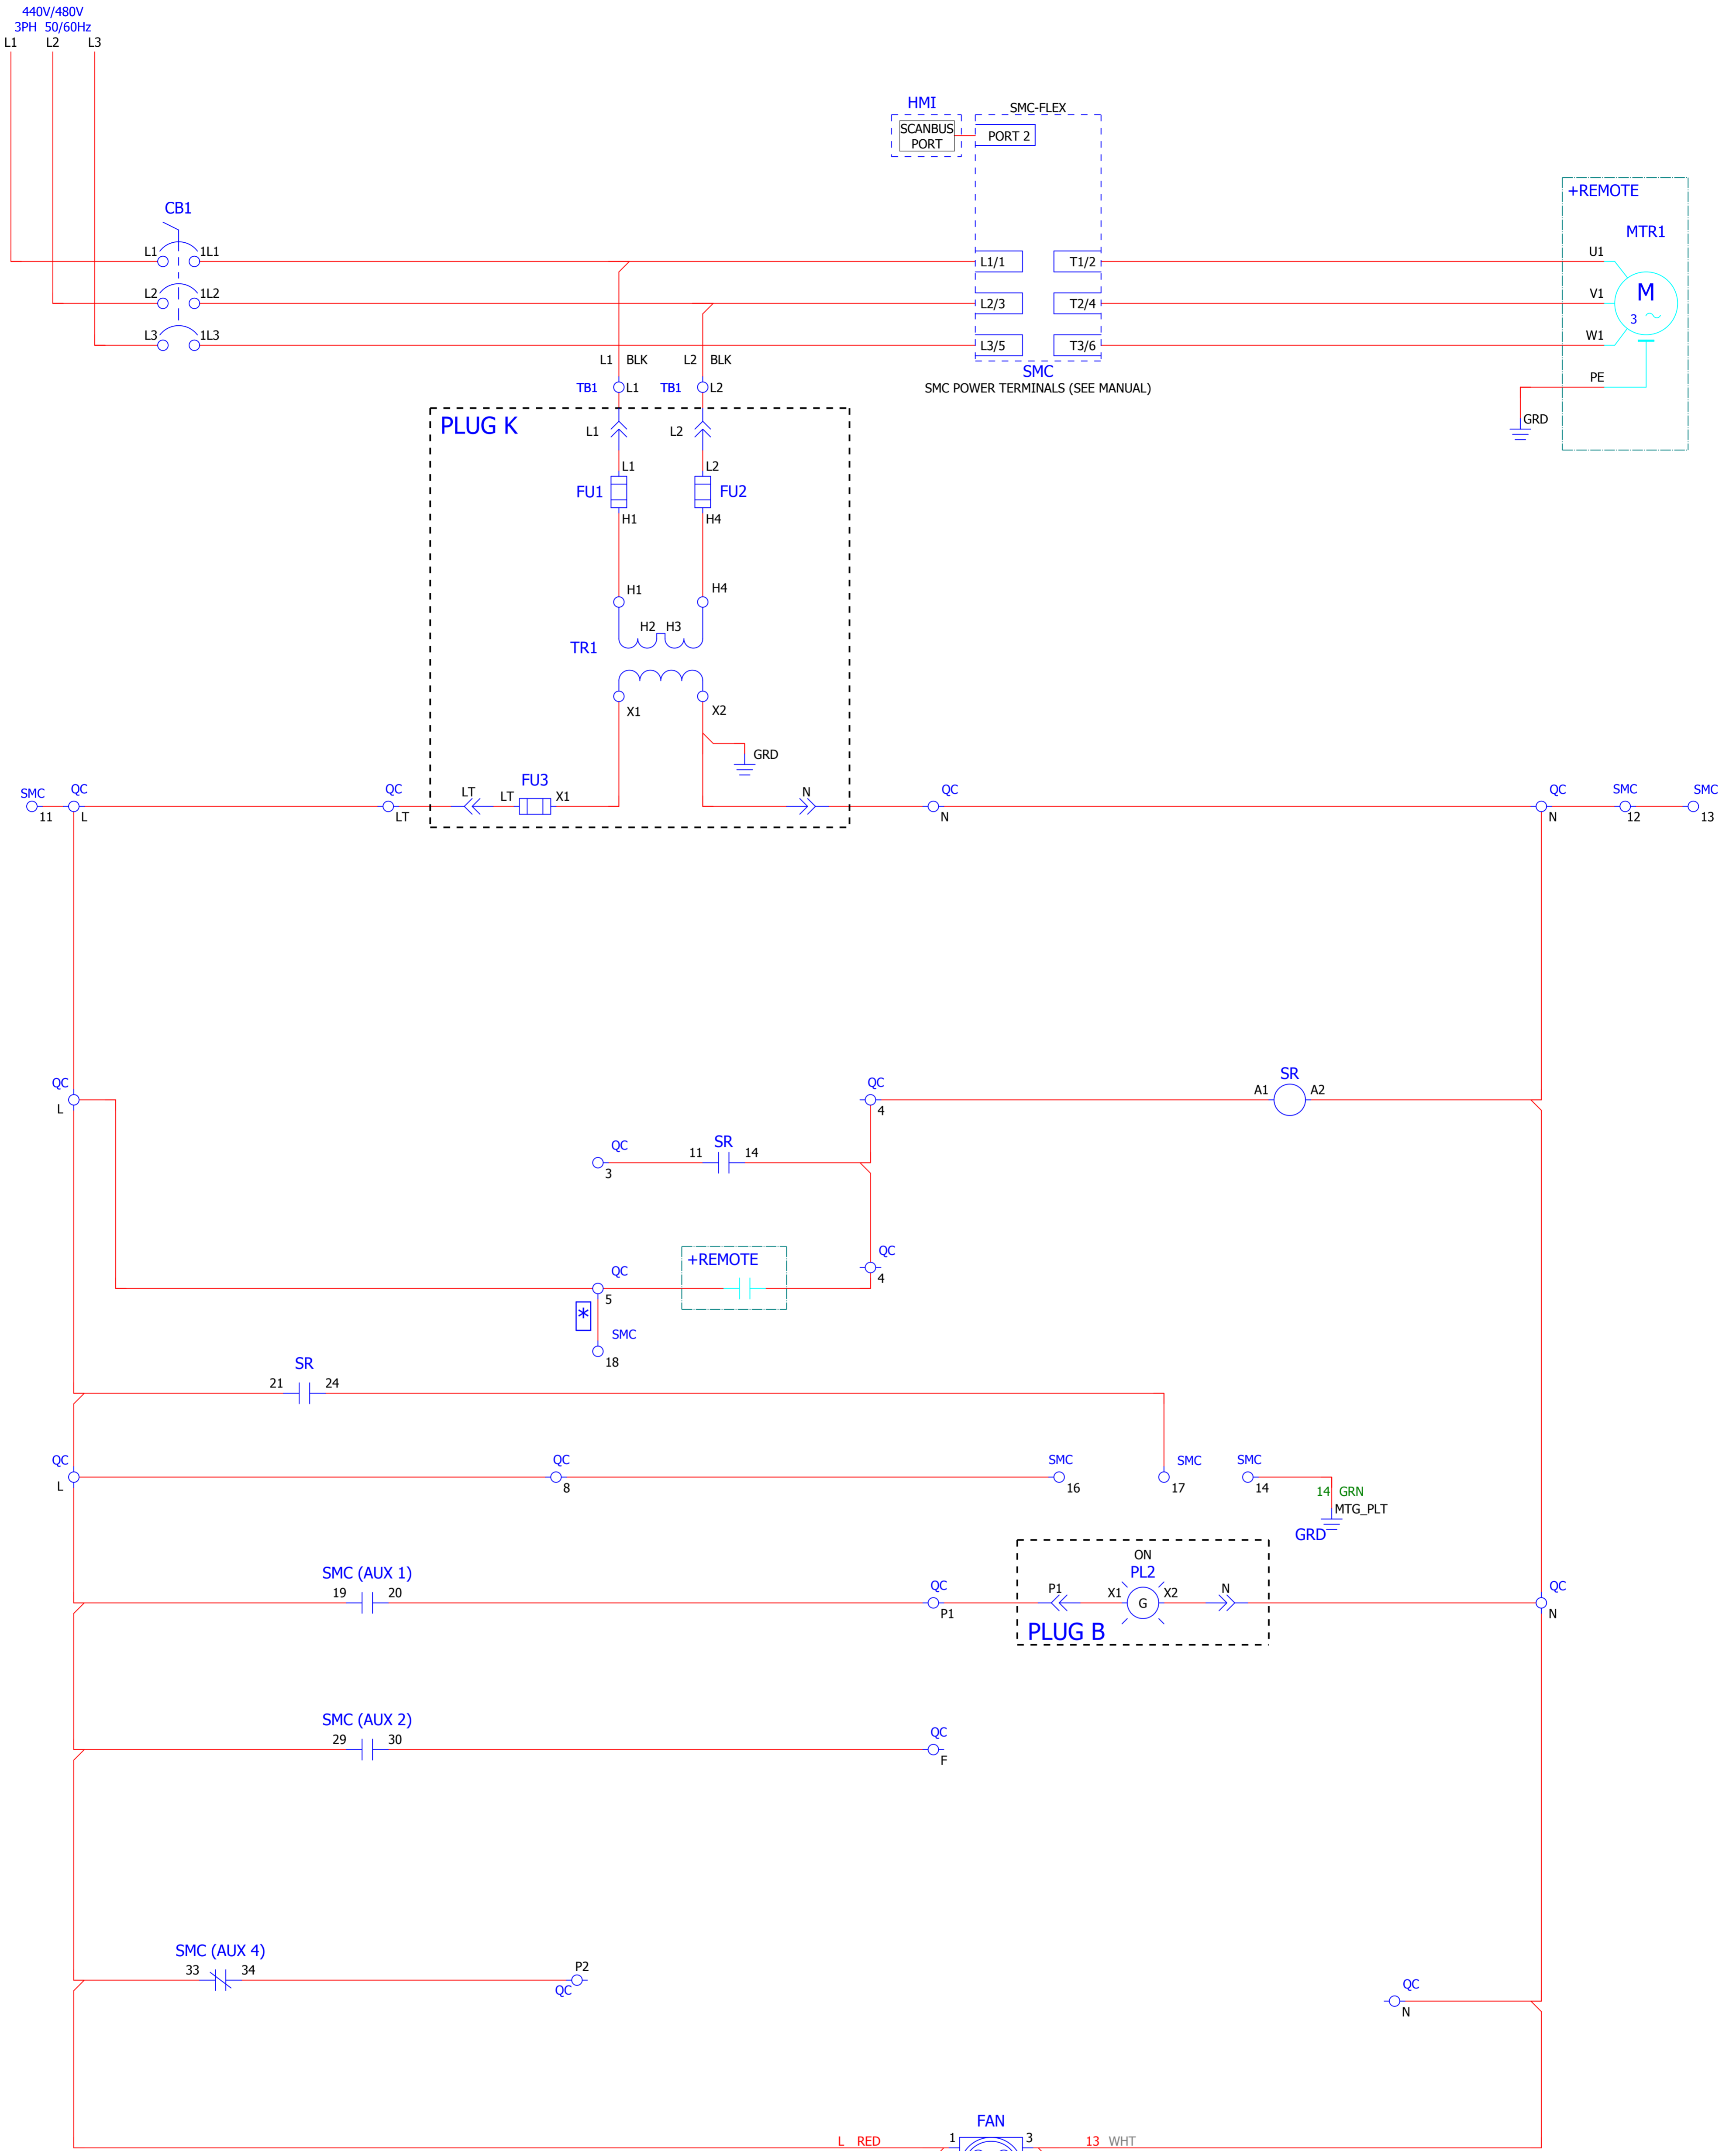 440V/480V
3PH 50/60Hz
L1 L2 L3
HMI
SMC-FLEX
SCANBUS
PORT
PORT 2
+REMOTE
CB1
MTR1
L1 1L1
L1/1 T1/2
U1
L2 1L2
L2/3 T2/4
V1
M
3
L3 1L3
L3/5 T3/6
W1
L1 BLK L2 BLK
SMC
PE
TB1 L1 TB1 L2
SMC POWER TERMINALS (SEE MANUAL)
PLUG K
L1 L2
GRD
L1 L2
FU1 FU2
H1 H4
H1 H4
H2 H3
TR1
X1 X2
GRD
SMC QC QC FU3 QC QC SMC SMC
LT LT X1 N
11 L LT N N 12 13
QC QC SR
L 4 A1 A2
QC SR
3 11 14
QC
4
QC +REMOTE
5
*
SMC
18
SR
21 24
QC QC SMC SMC SMC
L 8 16 17 14
14 GRN
MTG_PLT
GRD
ON
SMC (AUX 1) PL2
19 20 QC P1 X1 G X2 N QC
P1 N
PLUG B
SMC (AUX 2)
29 30 QC
F
SMC (AUX 4)
33 34 P2
QC
QC
N
FAN
L RED 1 3 13 WHT